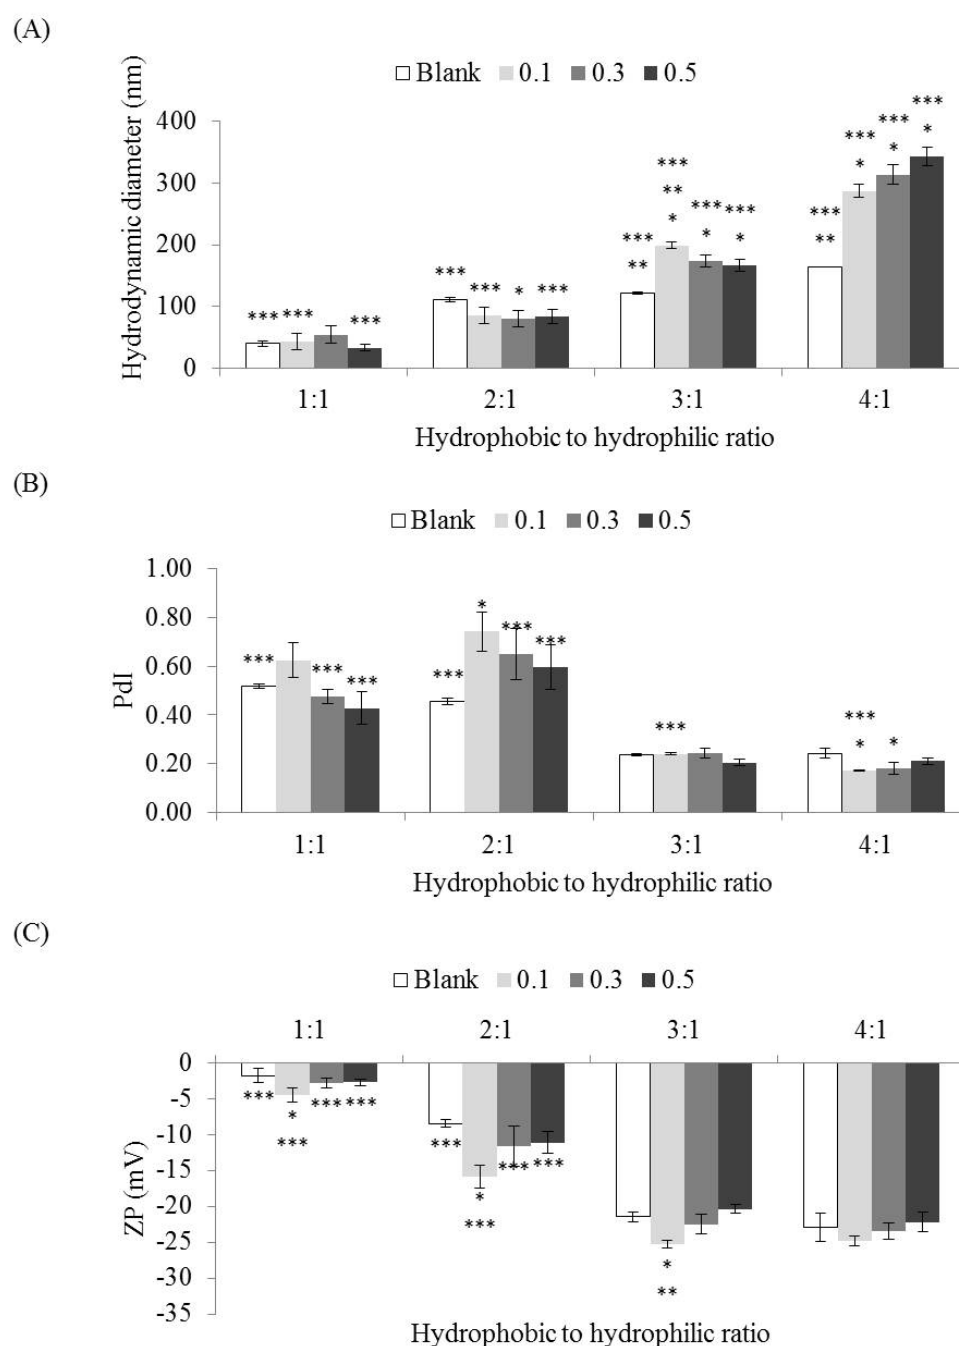 (A)
Blank 0.1 0.3 0.5
Hydrodynamic diameter (nm)
400
300
200
100
0
*** *** ***
*** *** * ***
*** ** *** ** * *** * *** *
*** ** *** * *** * *** *
1:1 2:1 3:1 4:1
Hydrophobic to hydrophilic ratio
(B)
Blank 0.1 0.3 0.5
PdI
1.00
0.80
0.60
0.40
0.20
0.00
*** *** ***
*** * *** ***
***
*** * *
1:1 2:1 3:1 4:1
Hydrophobic to hydrophilic ratio
(C)
Blank 0.1 0.3 0.5
1:1 2:1 3:1 4:1
ZP (mV)
0
-5
-10
-15
-20
-25
-30
-35
*** * *** *** ***
*** * *** *** ***
* **
Hydrophobic to hydrophilic ratio